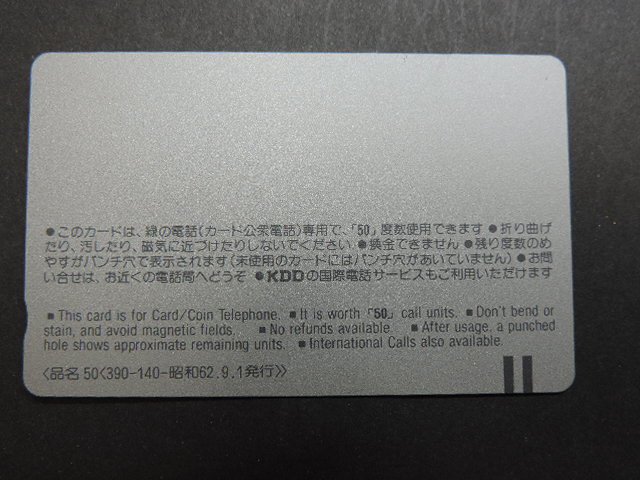 ●このカードは、緑の電話(カード公衆電話)専用で、｢50｣度数使用できます ●折り曲げ
たり、汚したり、磁気に近づけたりしないでください ●換金できません ●残り度数のめ
やすがパンチ穴で表示されます(未使用のカードにはパンチ穴があいていません) ●お問
い合せは、お近くの電話局へどうぞ ●KDDの国際電話サービスもご利用いただけます
■ This card is for Card/Coin Telephone. ■ It is worth ｢50｣ call units. ■ Don't bend or
stain, and avoid magnetic fields. ■ No refunds available. ■ After usage, a punched
hole shows approximate remaining units. ■ International Calls also available.
〈品名 50〈390-140-昭和62.9.1発行〉〉